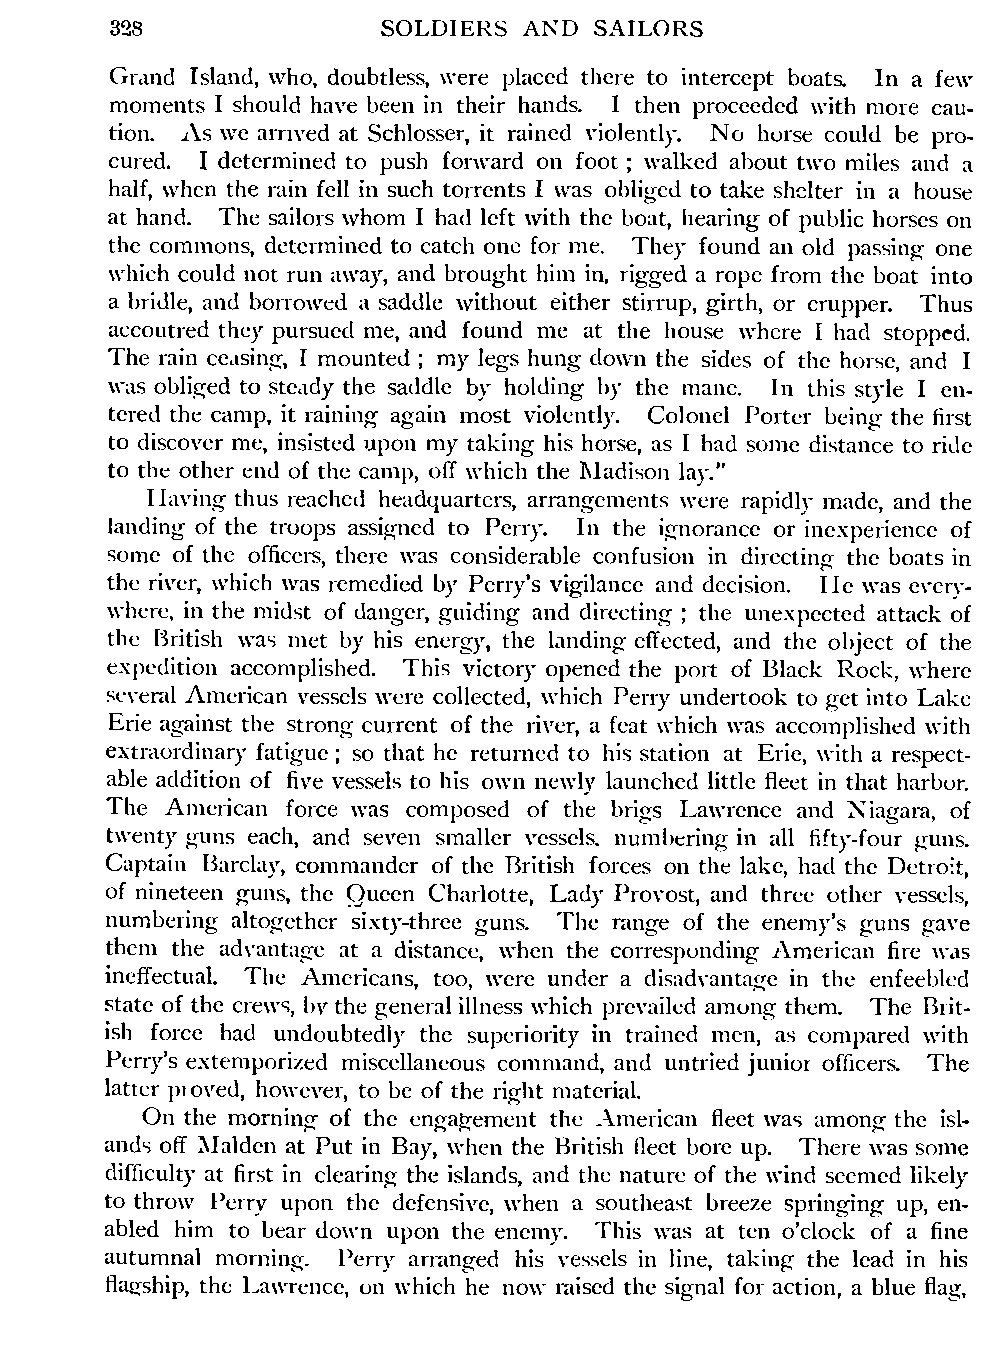 328 SOLDIERS AND SAILORS
Grand Island, who, doubtless, were placed there to intercept boats. In a few
moments I should have been in their hands. I then proceeded with more cau-
tion. As we arrived at Schlosser, it rained violently. No horse could be pro-
cured. I determined to push forward on foot ; walked about two miles and a
half, when the rain fell in such torrents I was obliged to take shelter in a house
at hand. The sailors whom I had left with the boat, hearing of public horses on
the commons, determined to catch one for me. They found an old passing one
which could not run away, and brought him in, rigged a rope from the boat into
a bridle, and borrowed a saddle without either stirrup, girth, or crupper. Thus
accoutred they pursued me, and found me at the house where I had stopped.
The rain ceasing, I mounted ; my legs hung down the sides of the horse, and I
was obliged to steady the saddle by holding by the mane. In this style I en-
tered the camp, it raining again most violently. Colonel Porter being the first
to discover me, insisted upon my taking his horse, as I had some distance to ride
to the other end of the camp, off which the Madison lay."
Having thus reached headquarters, arrangements were rapidly made, and the
landing of the troops assigned to Perry. In the ignorance or inexperience of
some of the officers, there was considerable confusion in directing the boats in
the river, which was remedied by Perry's vigilance and decision. He was every-
where, in the midst of danger, guiding and directing ; the unexpected attack of
the British was met by his energy, the landing effected, and the object of the
expedition accomplished. This victory opened the port of Black Rock, where
several American vessels were collected, which Perry undertook to get into Lake
Erie against the strong current of the river, a feat which was accomplished with
extraordinary fatigue ; so that he returned to his station at Erie, with a respect-
able addition of five vessels to his own newly launched little fleet in that harbor.
The American force was composed of the brigs Lawrence and Niagara, of
twenty guns each, and seven smaller vessels, numbering in all fifty-four guns.
Captain Barclay, commander of the British forces on the lake, had the Detroit,
of nineteen guns, the Queen Charlotte, Lady Provost, and three other vessels,
numbering altogether sixty-three guns. The range of the enemy's guns gave
them the advantage at a distance, when the corresponding American fire was
ineffectual. The Americans, too, were under a disadvantage in the enfeebled
state of the crews, by the general illness which prevailed among them. The Brit-
ish force had undoubtedly the superiority in trained men, as compared with
Perry's extemporized miscellaneous command, and untried junior officers. The
latter proved, however, to be of the right material.
On the morning of the engagement the American fleet was among the isl-
ands off Malden at Put in Bay, when the British fleet bore up. There was some
difficulty at first in clearing the islands, and the nature of the wind seemed likely
to throw Perry upon the defensive, when a southeast breeze springing up, en-
abled him to bear down upon the enemy. This was at ten o'clock of a fine
autumnal morning. Perry arranged his vessels in line, taking the lead in his
flagship, the Lawrence, on which he now raised the signal for action, a blue flag,